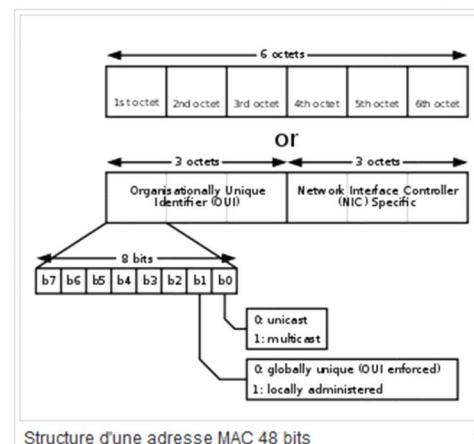 6 octets
1st octet 2nd octet 3rd octet 4th octet 5th octet 6th octet
or
3 octets 3 octets
Organisationally Unique Network Interface Controller
Identifier (OUI) (NIC) Specific
8 bits
b7 b6 b5 b4 b3 b2 b1 b0
0: unicast
1: multicast
0: globally unique (OUI enforced)
1: locally administered
Structure d'une adresse MAC 48 bits